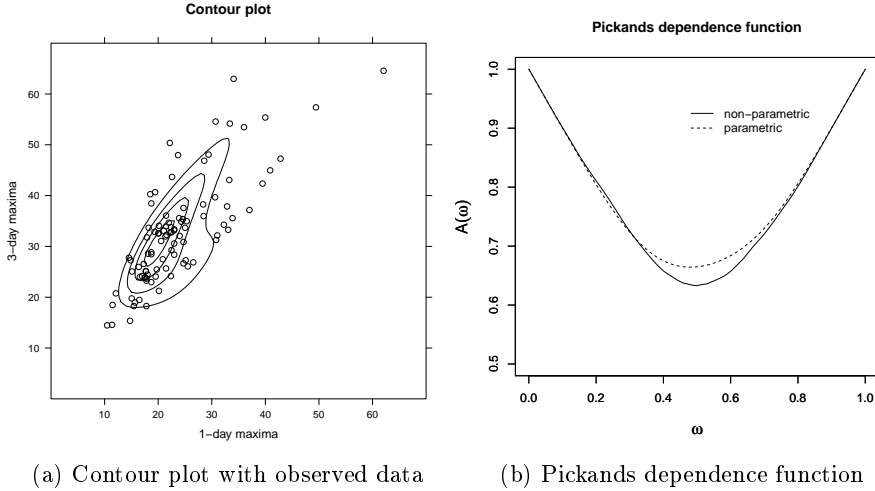 Contour plot
3−day maxima
60
50
40
30
20
10
10 20 30 40 50 60
1−day maxima
(a) Contour plot with observed data
Pickands dependence function
A(ω)
1.0
0.9
0.8
0.7
0.6
0.5
non−parametric
parametric
0.0 0.2 0.4 0.6 0.8 1.0
ω
(b) Pickands dependence function